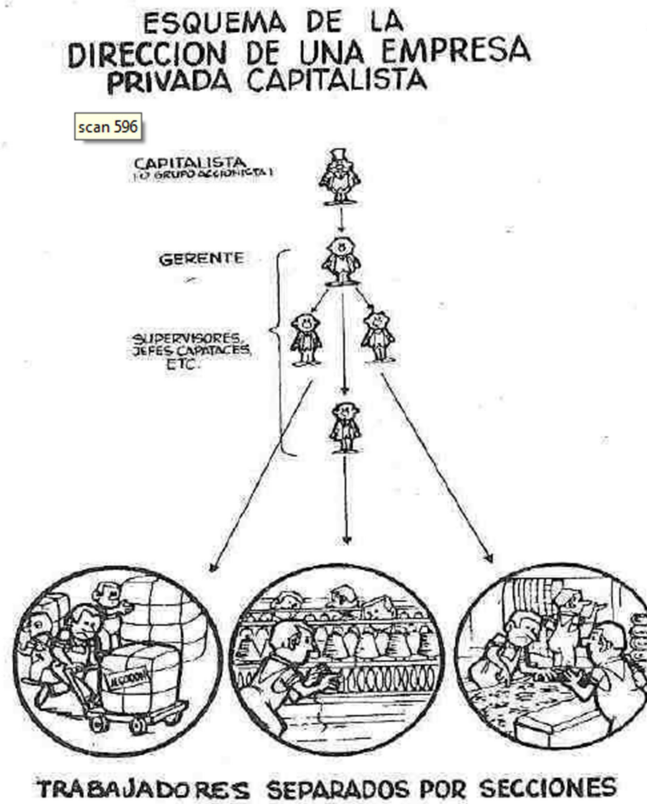 ESQUEMA DE LA
DIRECCION DE UNA EMPRESA
PRIVADA CAPITALISTA
scan 596
CAPITALISTA
(O GRUPO ACCIONISTA)
GERENTE
SUPERVISORES,
JEFES CAPATACES,
ETC.
ALGODON
TRABAJADORES SEPARADOS POR SECCIONES